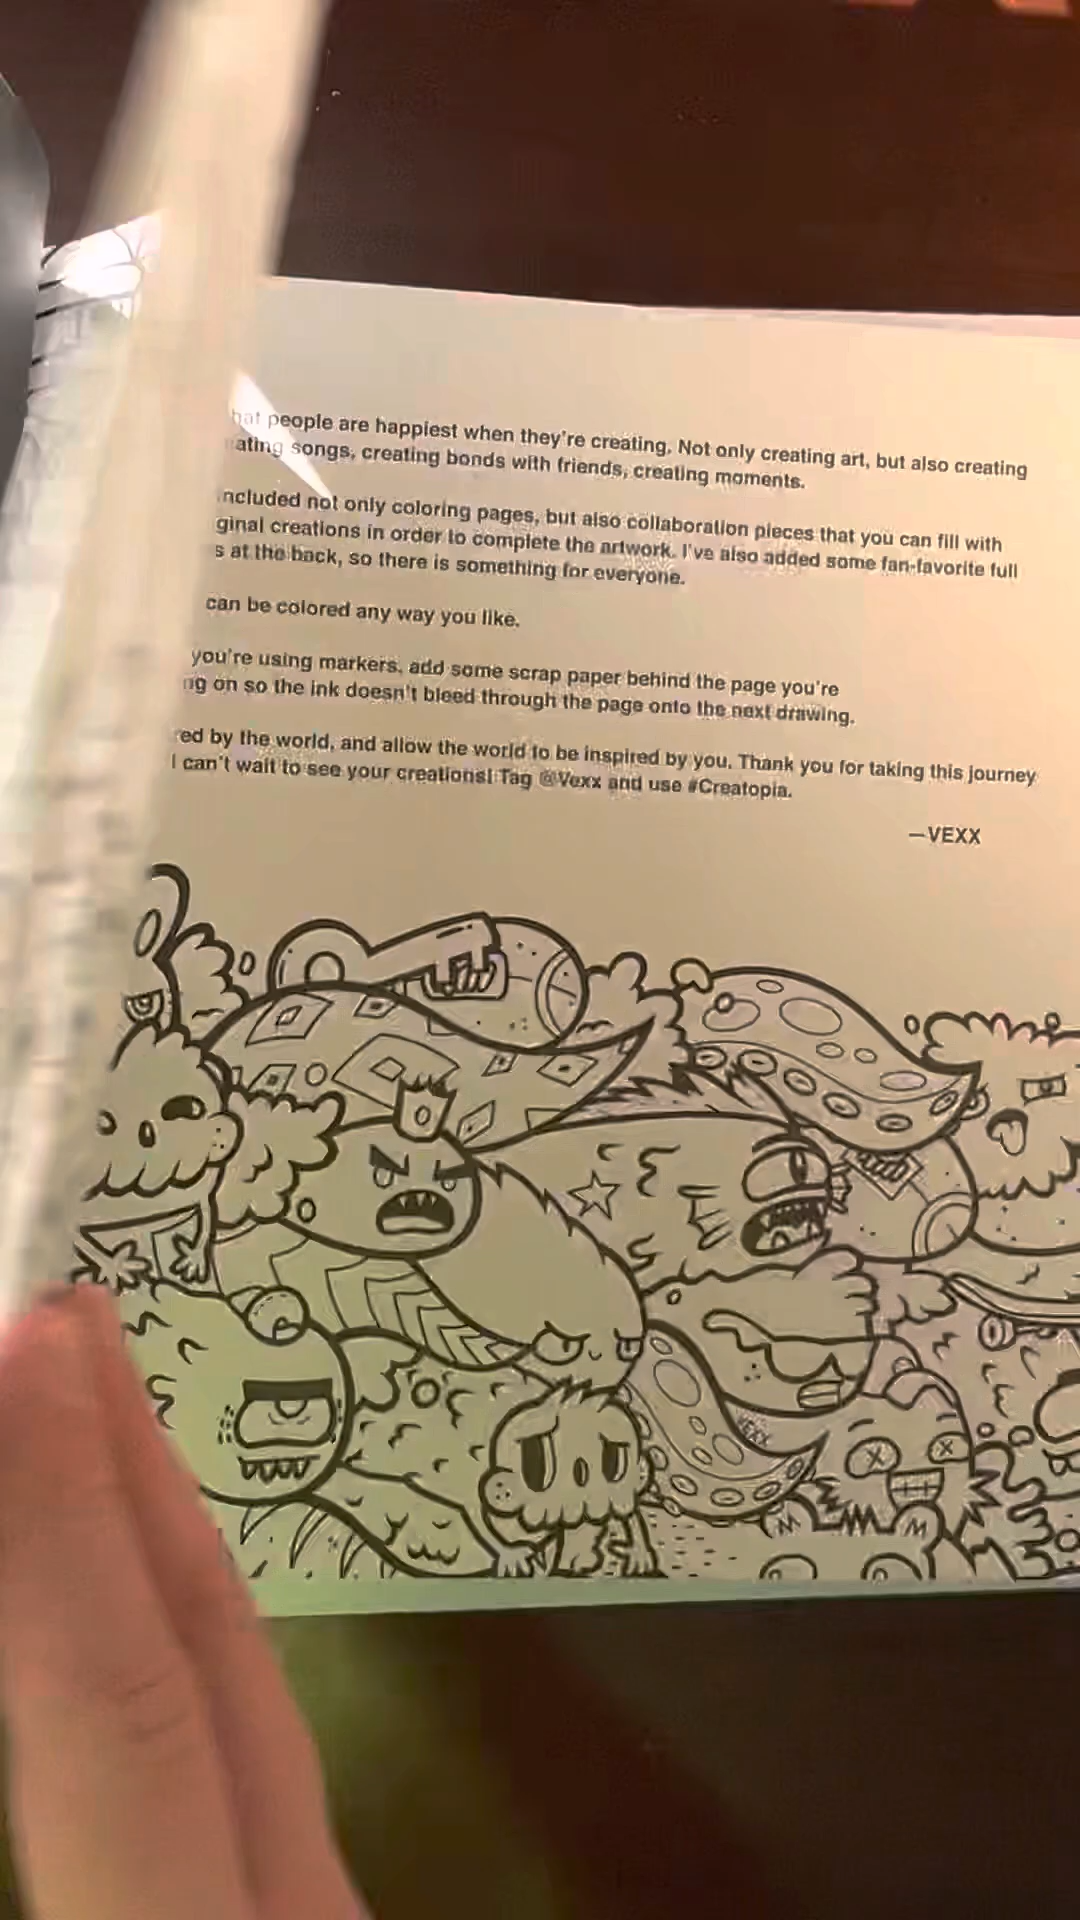 people are happiest when they're creating. Not only creating art, but also creating
ating songs, creating bonds with friends, creating moments.
ncluded not only coloring pages, but also collaboration pieces that you can fill with
ginal creations in order to complete the artwork. I've also added some fan-favorite full
s at the back, so there is something for everyone.
can be colored any way you like.
you're using markers, add some scrap paper behind the page you're
ng on so the ink doesn't bleed through the page onto the next drawing.
ed by the world, and allow the world to be inspired by you. Thank you for taking this journey
I can't wait to see your creations! Tag @Vexx and use #Creatopia.
—VEXX
VEXX